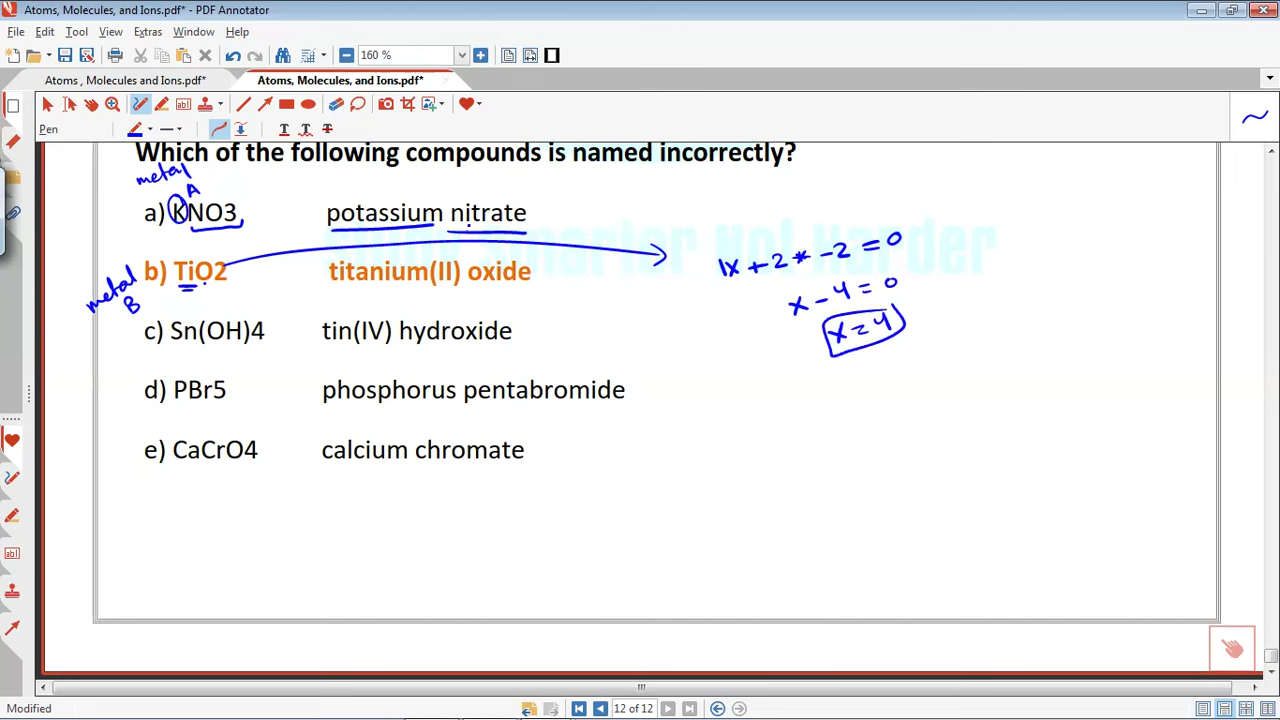 Atoms, Molecules, and Ions.pdf* - PDF Annotator
File Edit Tool View Extras Window Help
160 %
Atoms , Molecules and Ions.pdf* Atoms, Molecules, and Ions.pdf*
Pen
Which of the following compounds is named incorrectly?
metal
A
a) KNO3 potassium nitrate
b) TiO2 titanium(II) oxide
metal
B
1x + 2 * -2 = 0
x - 4 = 0
x = 4
c) Sn(OH)4 tin(IV) hydroxide
d) PBr5 phosphorus pentabromide
e) CaCrO4 calcium chromate
Smarter Not Harder
Modified
12 of 12